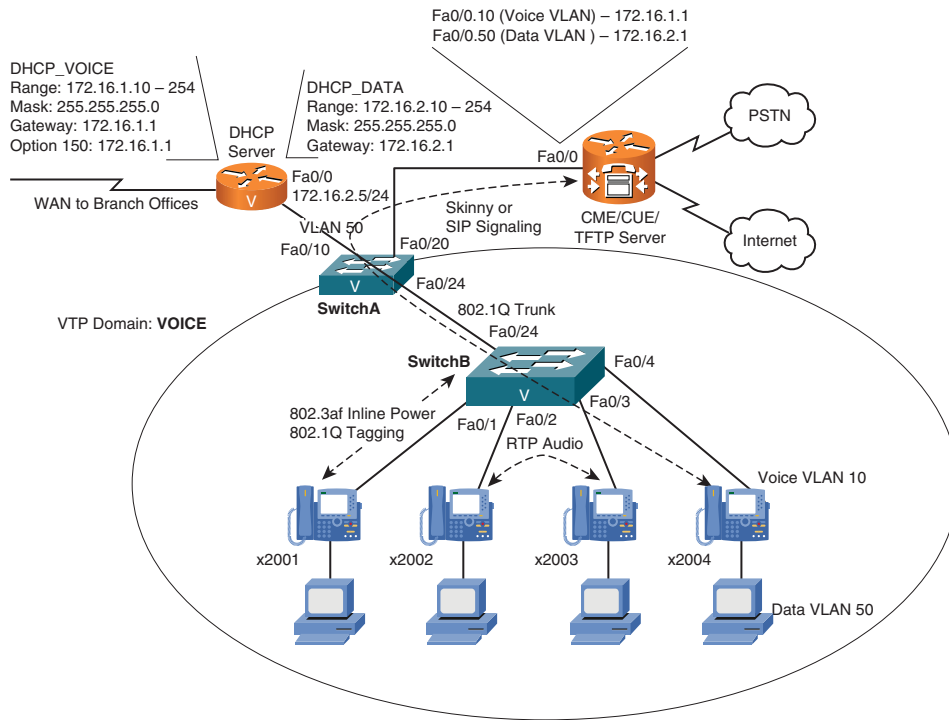 Fa0/0.10 (Voice VLAN) – 172.16.1.1
Fa0/0.50 (Data VLAN ) – 172.16.2.1
DHCP_VOICE
Range: 172.16.1.10 – 254
Mask: 255.255.255.0
Gateway: 172.16.1.1
Option 150: 172.16.1.1
DHCP
Server
DHCP_DATA
Range: 172.16.2.10 – 254
Mask: 255.255.255.0
Gateway: 172.16.2.1
PSTN
Fa0/0
Fa0/0
172.16.2.5/24
V
WAN to Branch Offices
Skinny or
SIP Signaling
CME/CUE/
TFTP Server
VLAN 50
Internet
Fa0/10
Fa0/20
V
Fa0/24
SwitchA
802.1Q Trunk
VTP Domain: VOICE
Fa0/24
SwitchB
Fa0/4
V
Fa0/3
802.3af Inline Power
802.1Q Tagging
Fa0/1
Fa0/2
RTP Audio
Voice VLAN 10
x2001
x2002
x2003
x2004
Data VLAN 50